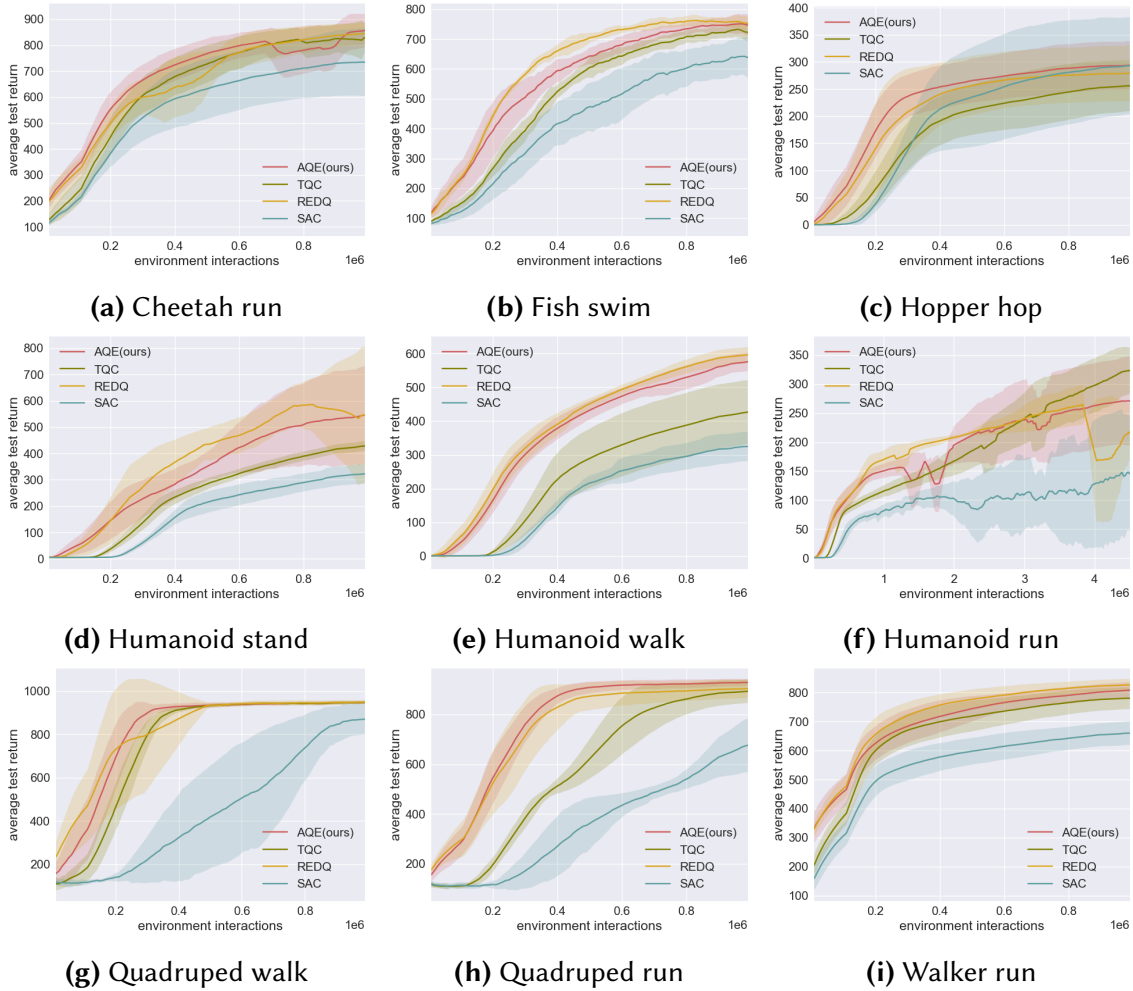 900
800
700
600
500
400
300
200
100
average test return
AQE(ours)
TQC
REDQ
SAC
0.2 0.4 0.6 0.8
environment interactions
1e6
(a) Cheetah run
800
700
600
500
400
300
200
100
average test return
AQE(ours)
TQC
REDQ
SAC
0.2 0.4 0.6 0.8
environment interactions
1e6
(b) Fish swim
400
350
300
250
200
150
100
50
0
average test return
AQE(ours)
TQC
REDQ
SAC
0.2 0.4 0.6 0.8
environment interactions
1e6
(c) Hopper hop
800
700
600
500
400
300
200
100
0
average test return
AQE(ours)
TQC
REDQ
SAC
0.2 0.4 0.6 0.8
environment interactions
1e6
(d) Humanoid stand
600
500
400
300
200
100
0
average test return
AQE(ours)
TQC
REDQ
SAC
0.2 0.4 0.6 0.8
environment interactions
1e6
(e) Humanoid walk
350
300
250
200
150
100
50
0
average test return
AQE(ours)
TQC
REDQ
SAC
1 2 3 4
environment interactions
1e6
(f) Humanoid run
1000
800
600
400
200
average test return
AQE(ours)
TQC
REDQ
SAC
0.2 0.4 0.6 0.8
environment interactions
1e6
(g) Quadruped walk
800
600
400
200
average test return
AQE(ours)
TQC
REDQ
SAC
0.2 0.4 0.6 0.8
environment interactions
1e6
(h) Quadruped run
800
700
600
500
400
300
200
100
average test return
AQE(ours)
TQC
REDQ
SAC
0.2 0.4 0.6 0.8
environment interactions
1e6
(i) Walker run